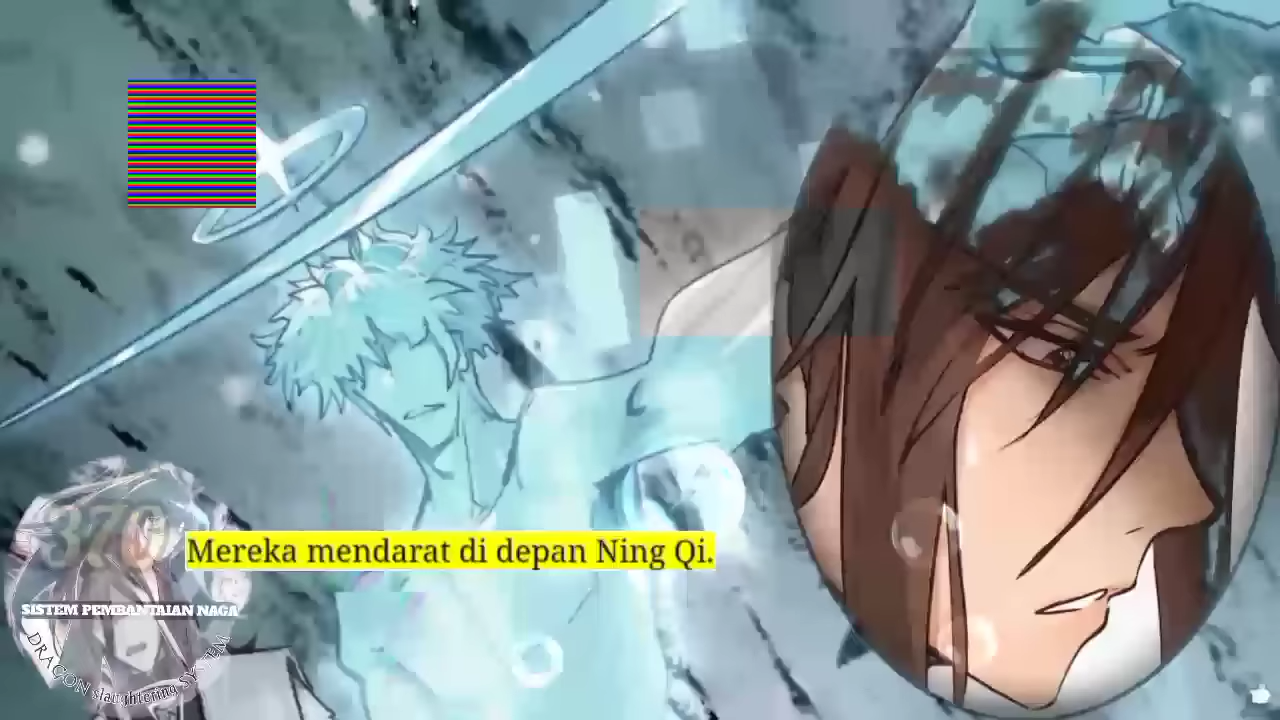 370
Mereka mendarat di depan Ning Qi.
SISTEM PEMBANTAIAN NAGA
DRAGON slaughtering SYSTEM